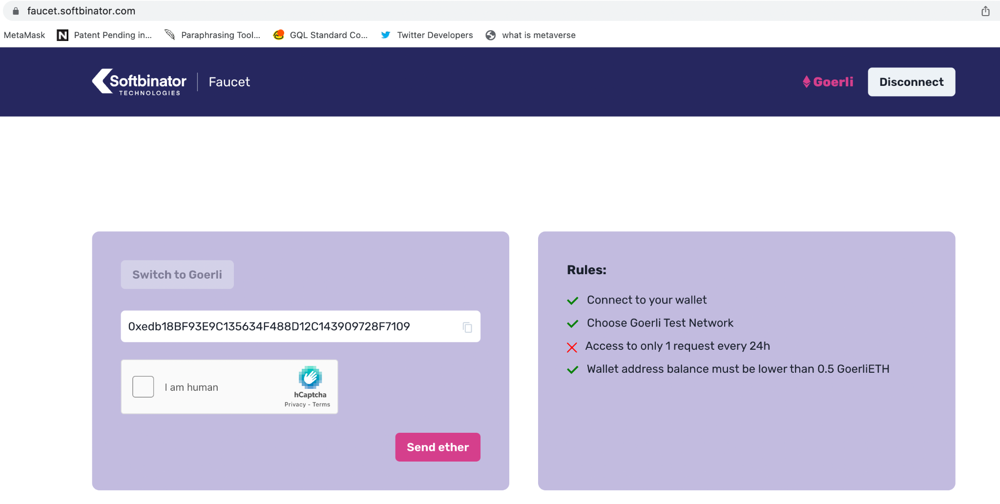 faucet.softbinator.com
MetaMask
Patent Pending in...
Paraphrasing Tool...
GQL Standard Co...
Twitter Developers
what is metaverse
Softbinator
TECHNOLOGIES
Faucet
Goerli
Disconnect
Switch to Goerli
0xedb18BF93E9C135634F488D12C143909728F7109
I am human
hCaptcha
Privacy - Terms
Send ether
Rules:
Connect to your wallet
Choose Goerli Test Network
Access to only 1 request every 24h
Wallet address balance must be lower than 0.5 GoerliETH